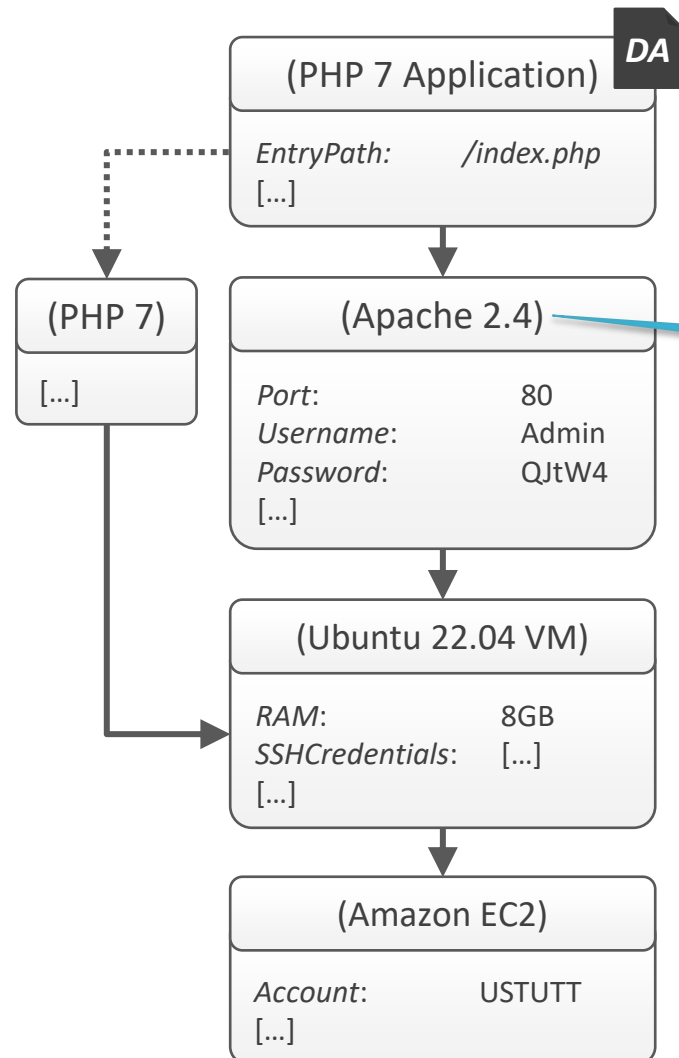 DA
(PHP 7 Application)
EntryPath: /index.php
[...]
(PHP 7)
[...]
(Apache 2.4)
Port: 80
Username: Admin
Password: QJtW4
[...]
(Ubuntu 22.04 VM)
RAM: 8GB
SSHCredentials: [...]
[...]
(Amazon EC2)
Account: USTUTT
[...]